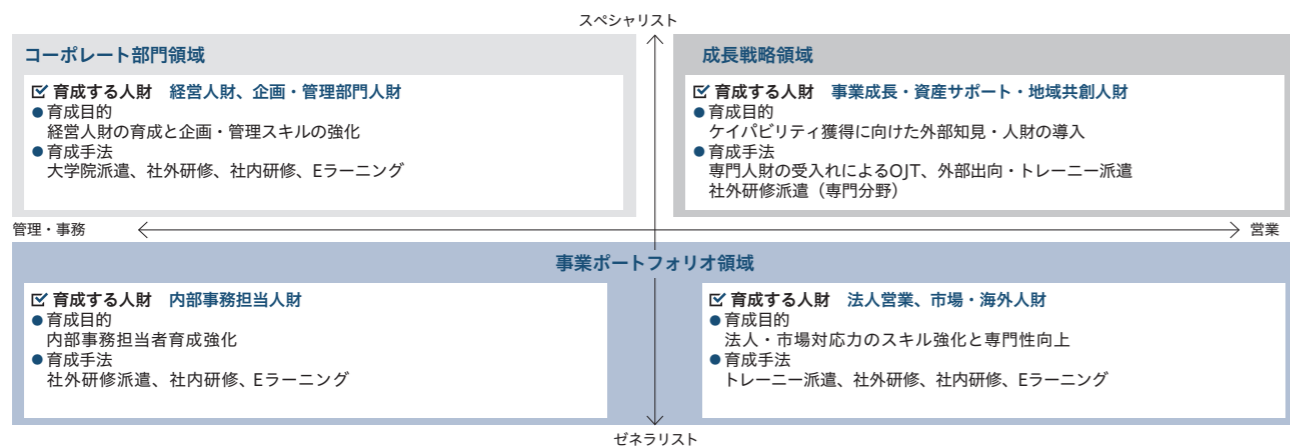 スペシャリスト
コーポレート部門領域
育成する人財 経営人財、企画・管理部門人財
●育成目的
経営人財の育成と企画・管理スキルの強化
●育成手法
大学院派遣、社外研修、社内研修、Eラーニング
成長戦略領域
育成する人財 事業成長・資産サポート・地域共創人財
●育成目的
ケイパビリティ獲得に向けた外部知見・人財の導入
●育成手法
専門人財の受入れによるOJT、外部出向・トレーニー派遣
社外研修派遣（専門分野）
管理・事務
営業
事業ポートフォリオ領域
育成する人財 内部事務担当人財
●育成目的
内部事務担当者育成強化
●育成手法
社外研修派遣、社内研修、Eラーニング
育成する人財 法人営業、市場・海外人財
●育成目的
法人・市場対応力のスキル強化と専門性向上
●育成手法
トレーニー派遣、社外研修、社内研修、Eラーニング
ゼネラリスト